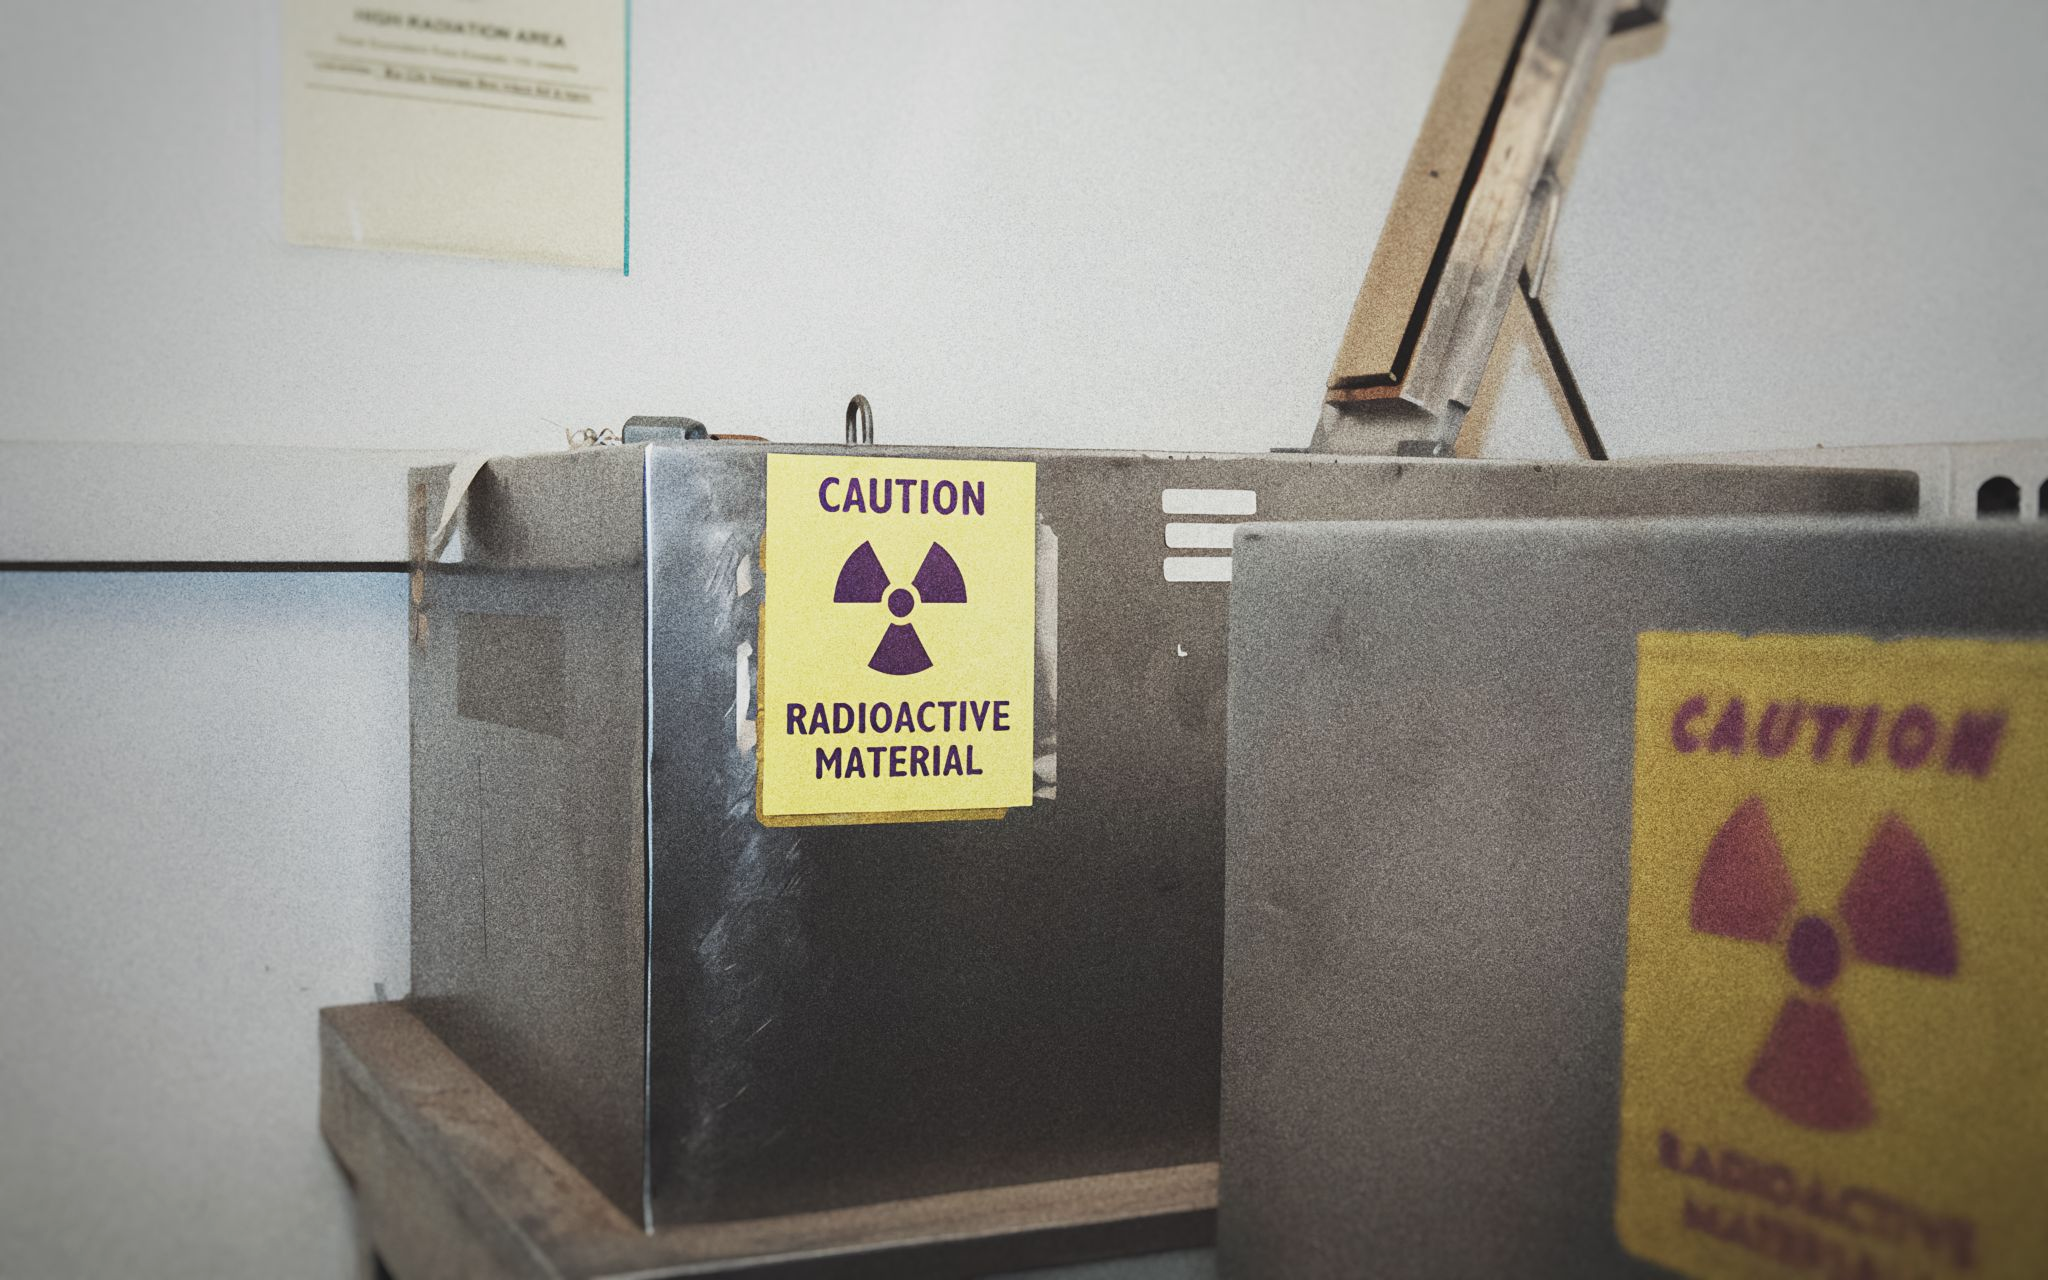 HIGH RADIATION AREA
CAUTION
RADIOACTIVE
MATERIAL
CAUTION
RADIOACTIVE